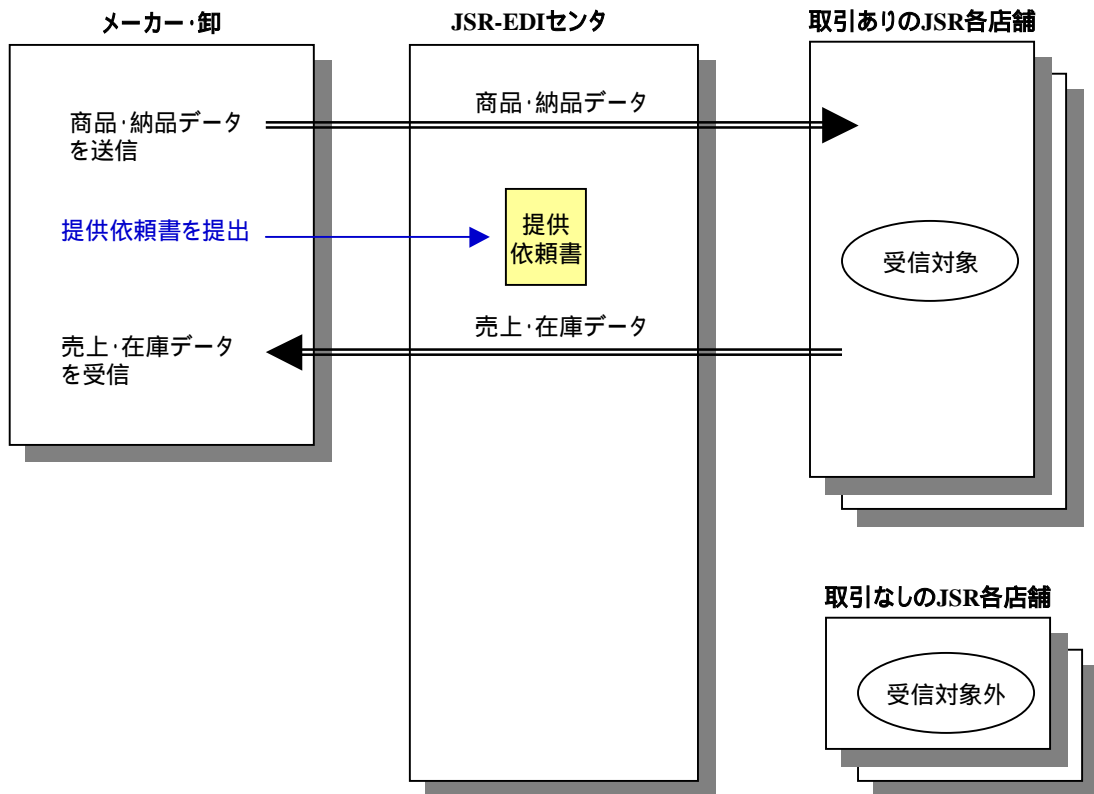 メーカー・卸
JSR-EDIセンタ
取引ありのJSR各店舗
商品・納品データ
を送信
商品・納品データ
提供依頼書を提出
提供
依頼書
受信対象
売上・在庫データ
を受信
売上・在庫データ
取引なしのJSR各店舗
受信対象外